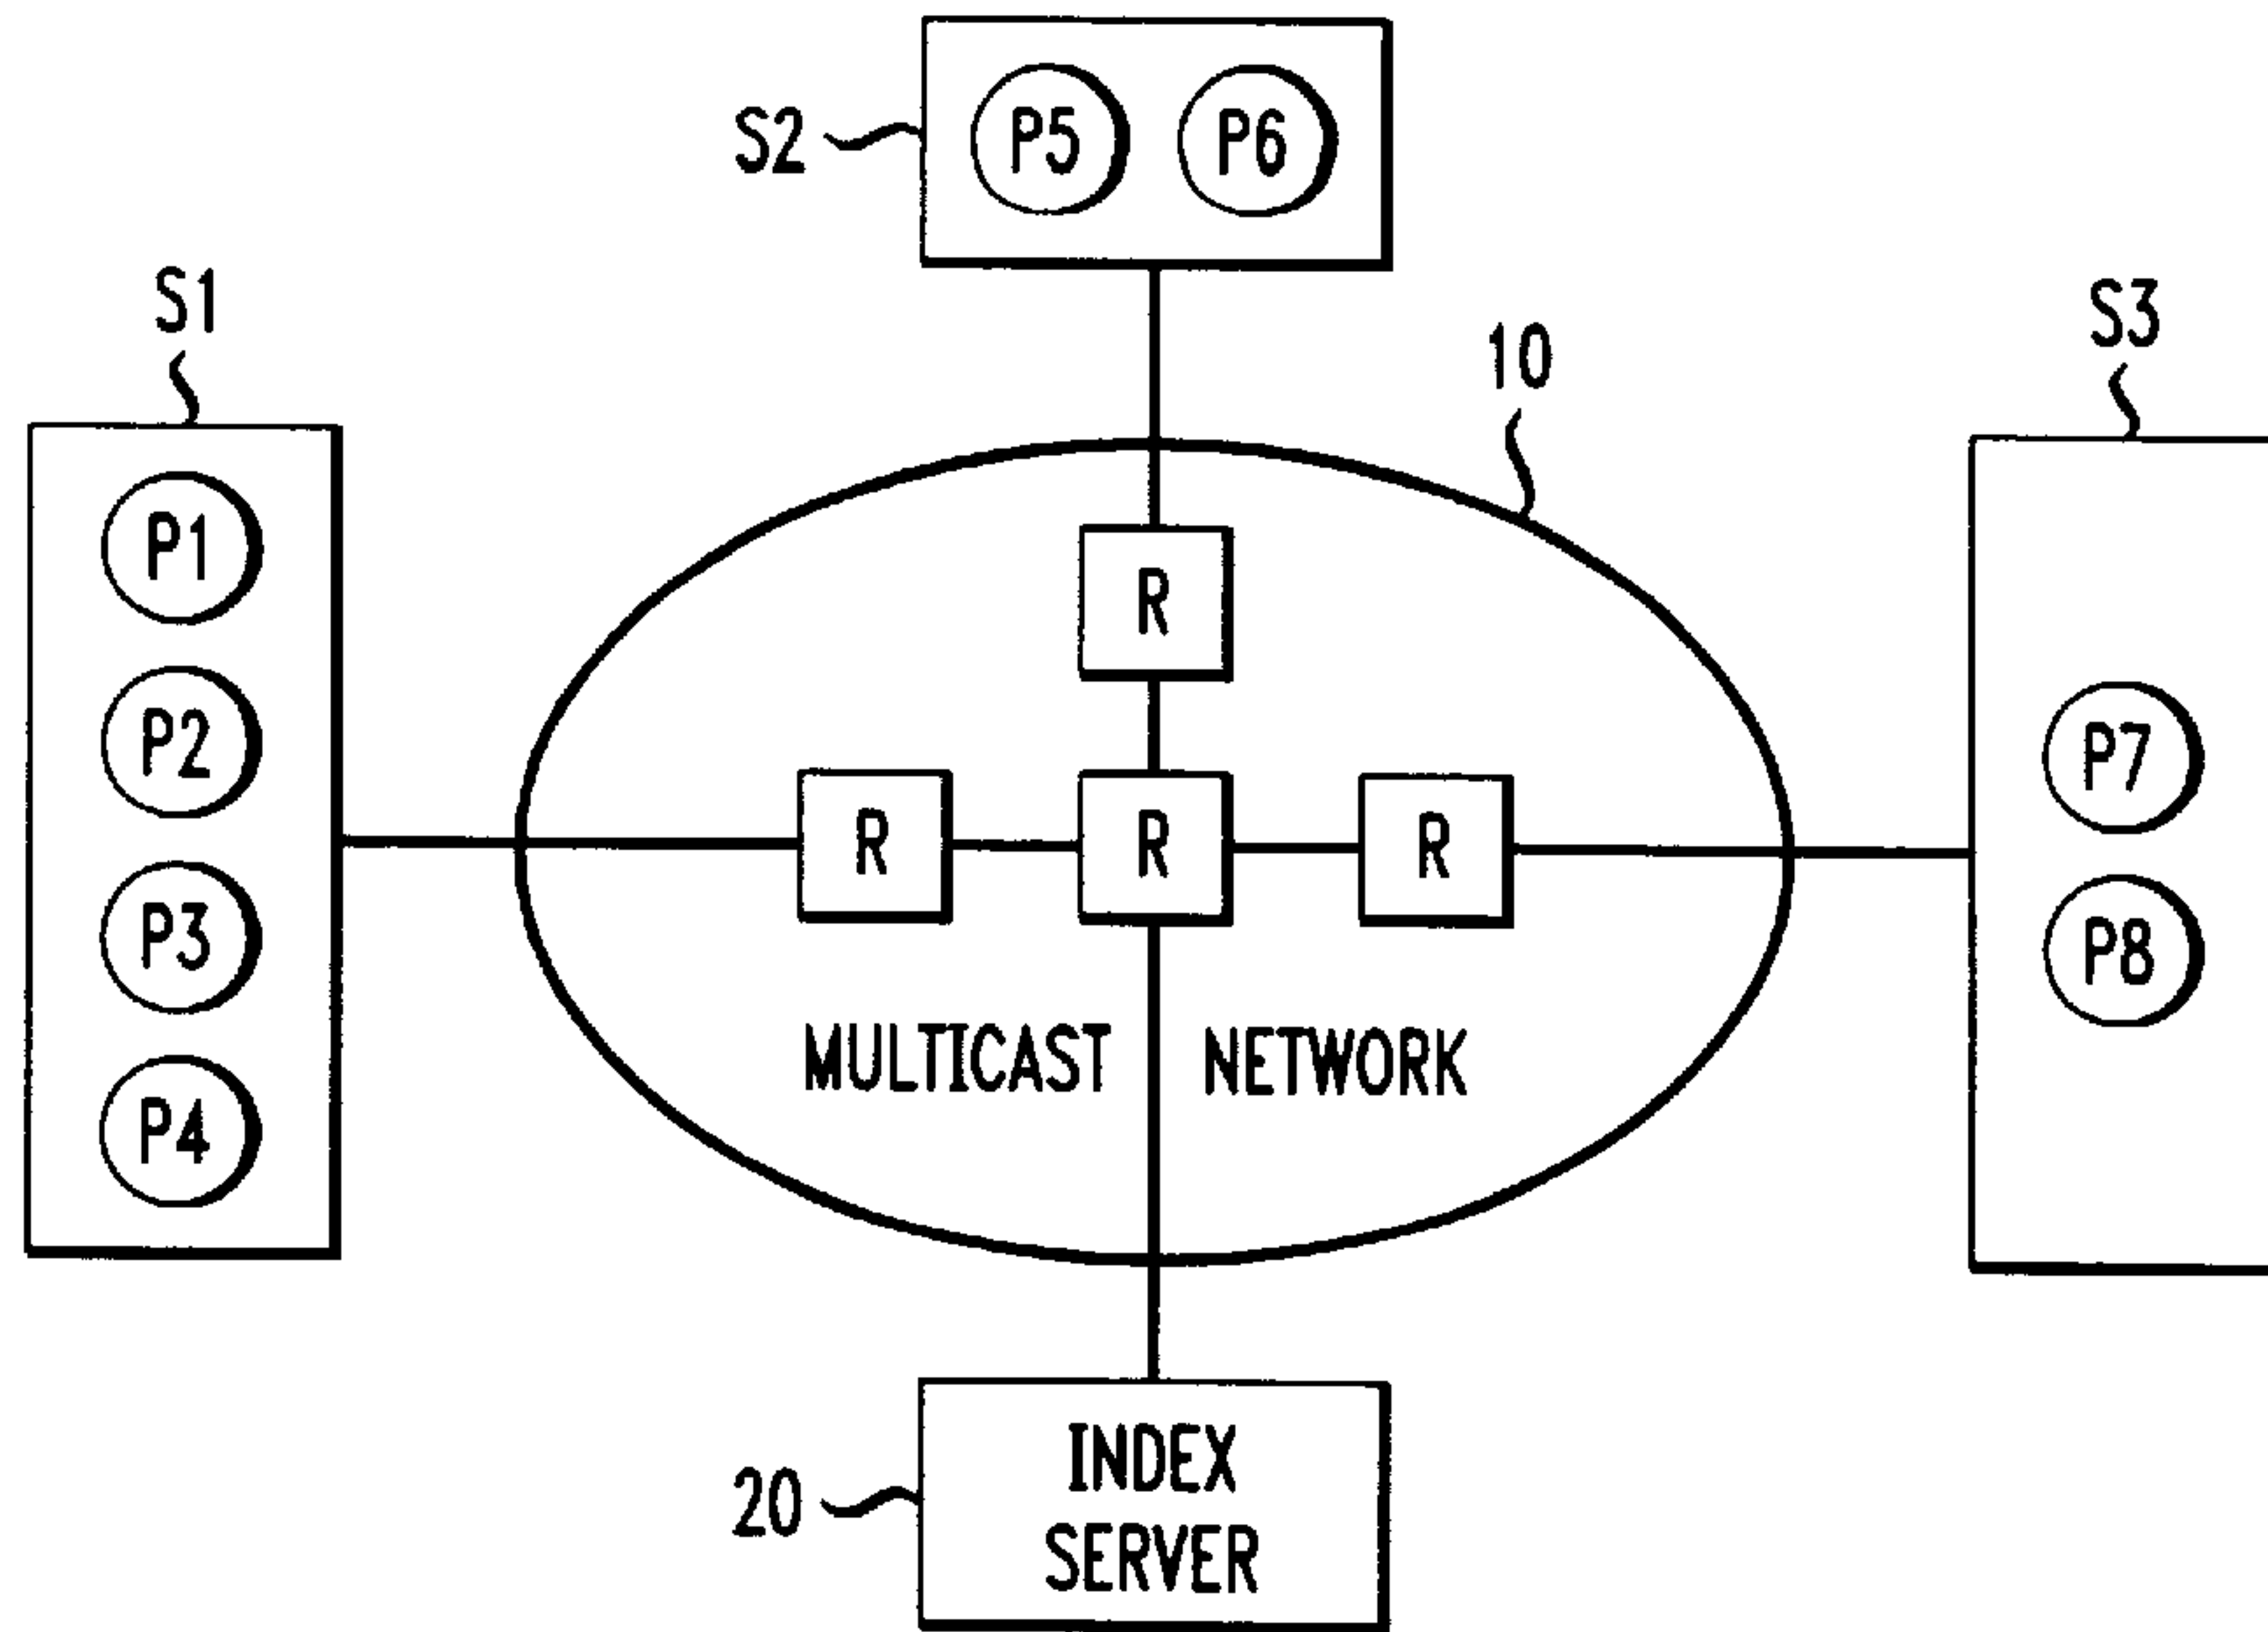 P5 P6
S2
S1
S3
10
P1
R
P2
P7
R R R
P3
P8
MULTICAST NETWORK
P4
INDEX
20
SERVER